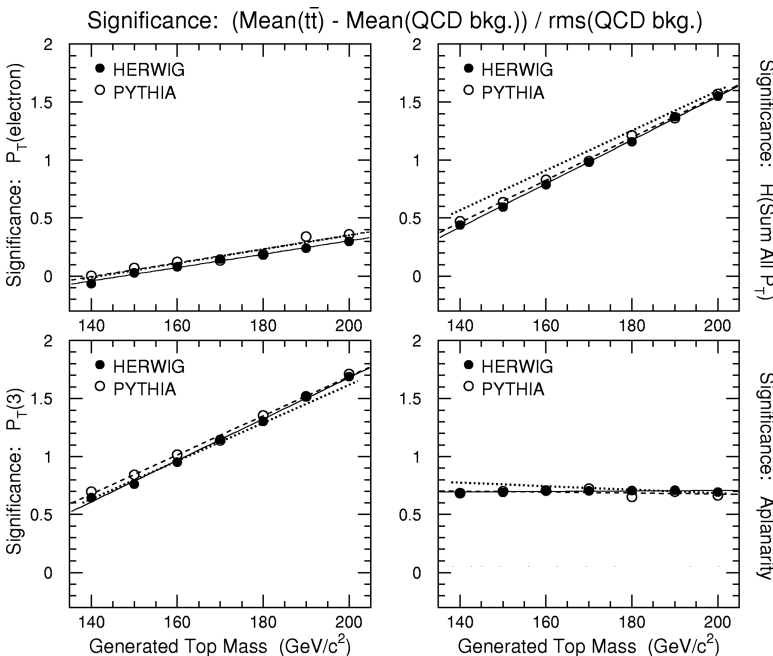 Significance: (Mean(tt̄) - Mean(QCD bkg.)) / rms(QCD bkg.)
Significance: P_T(electron)
2
1.5
1
0.5
0
HERWIG
PYTHIA
140 160 180 200
2
1.5
1
0.5
0
HERWIG
PYTHIA
140 160 180 200
Significance: H(Sum All P_T)
Significance: P_T(3)
2
1.5
1
0.5
0
HERWIG
PYTHIA
140 160 180 200
Generated Top Mass (GeV/c²)
2
1.5
1
0.5
0
HERWIG
PYTHIA
140 160 180 200
Generated Top Mass (GeV/c²)
Significance: Aplanarity